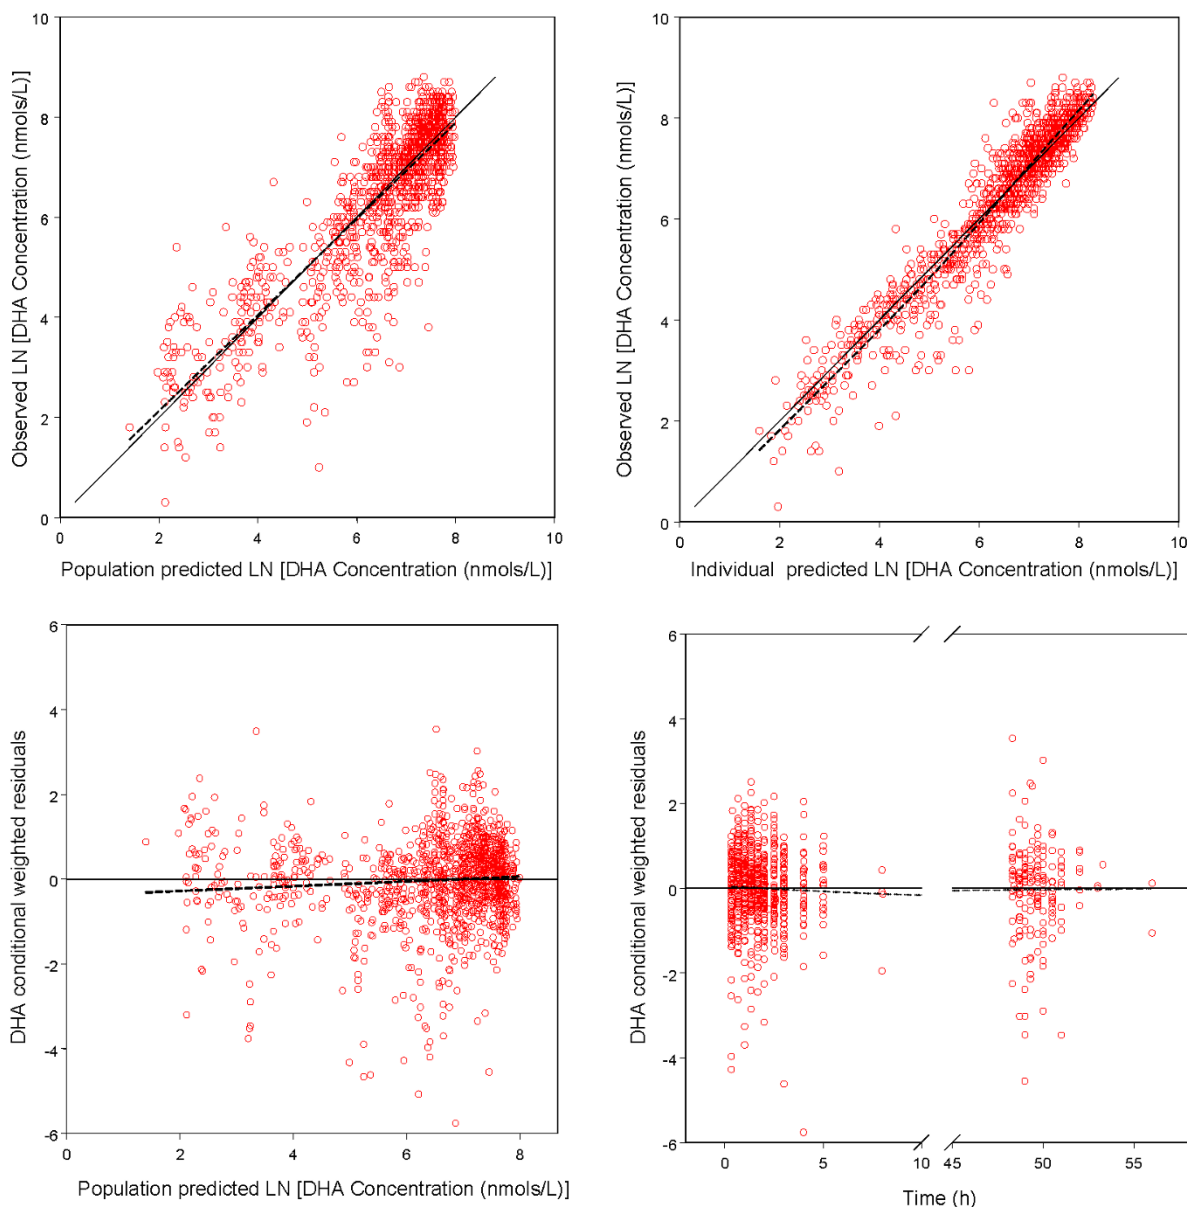 Observed LN [DHA Concentration (nmols/L)]
10
8
6
4
2
0
0 2 4 6 8 10
Population predicted LN [DHA Concentration (nmols/L)]
Observed LN [DHA Concentration (nmols/L)]
10
8
6
4
2
0
0 2 4 6 8 10
Individual predicted LN [DHA Concentration (nmols/L)]
DHA conditional weighted residuals
6
4
2
0
-2
-4
-6
0 2 4 6 8
Population predicted LN [DHA Concentration (nmols/L)]
DHA conditional weighted residuals
6
4
2
0
-2
-4
-6
0 5 10 45 50 55
Time (h)